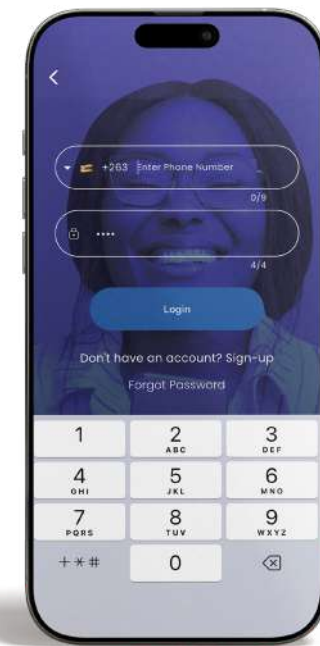 +263 Enter Phone Number
0/9
••••
4/4
Login
Don't have an account? Sign-up
Forgot Password
1
2
ABC
3
DEF
4
GHI
5
JKL
6
MNO
7
PQRS
8
TUV
9
WXYZ
+*#
0